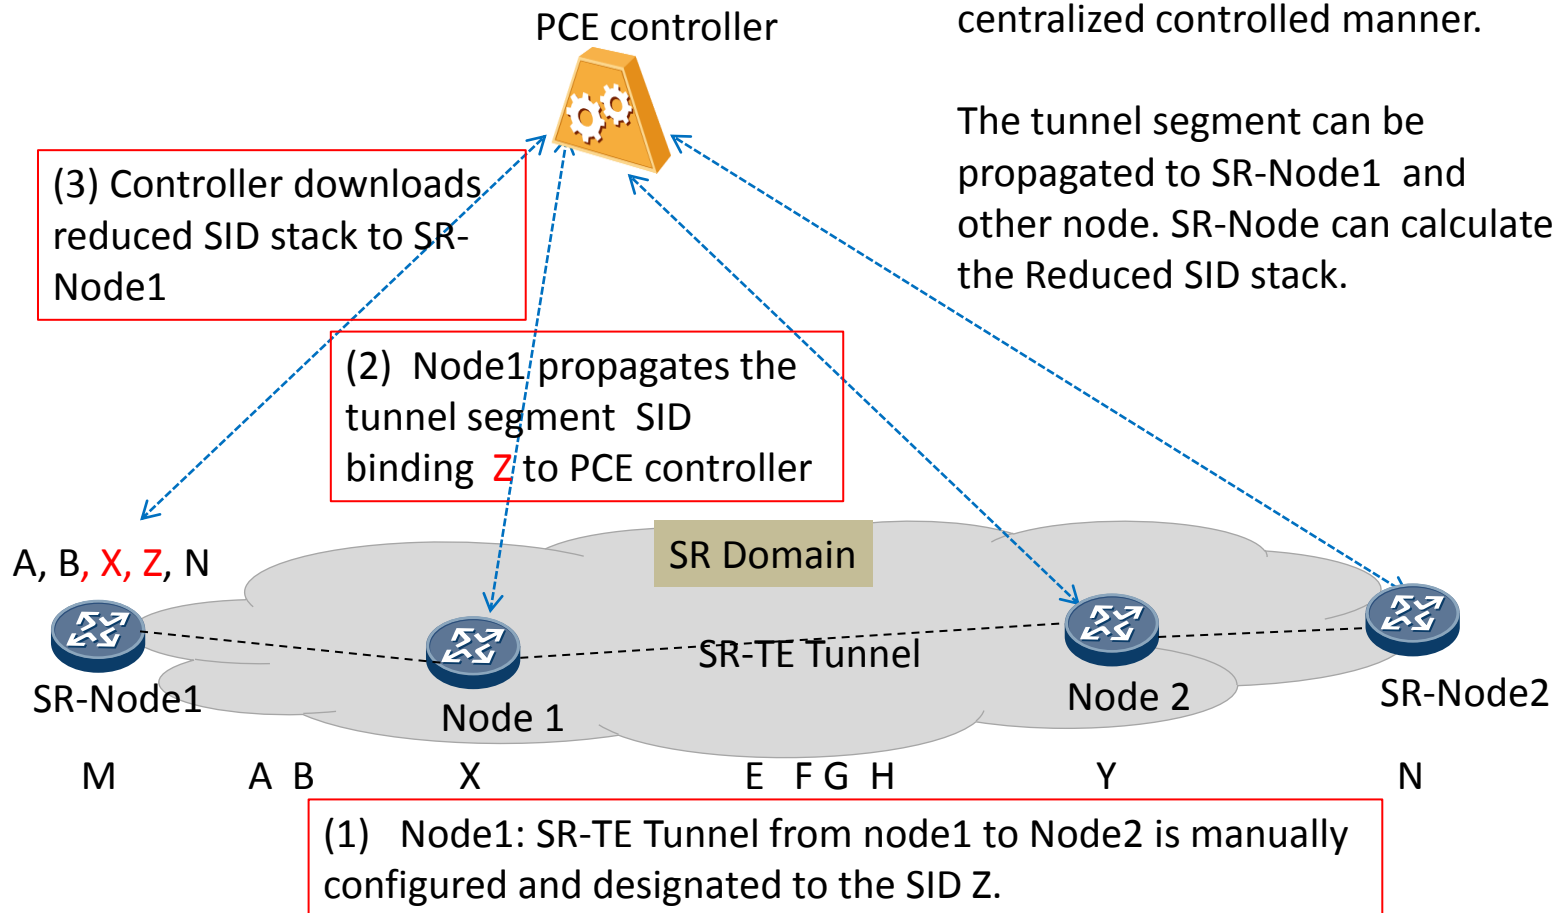 PCE controller
centralized controlled manner.
The tunnel segment can be
propagated to SR-Node1 and
other node. SR-Node can calculate
the Reduced SID stack.
(3) Controller downloads
reduced SID stack to SR-
Node1
(2) Node1 propagates the
tunnel segment SID
binding Z to PCE controller
SR Domain
A, B, X, Z, N
SR-TE Tunnel
SR-Node1
Node 1
Node 2
SR-Node2
M A B X E F G H Y N
(1) Node1: SR-TE Tunnel from node1 to Node2 is manually
configured and designated to the SID Z.